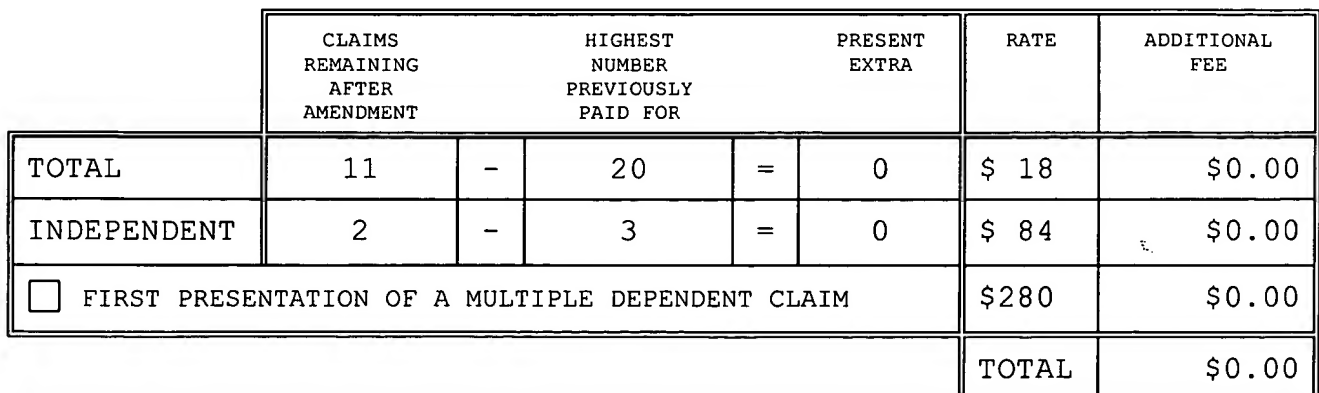 CLAIMS REMAINING AFTER AMENDMENT HIGHEST NUMBER PREVIOUSLY PAID FOR PRESENT EXTRA RATE ADDITIONAL FEE
TOTAL 11 - 20 = 0 $ 18 $0.00
INDEPENDENT 2 - 3 = 0 $ 84 $0.00
FIRST PRESENTATION OF A MULTIPLE DEPENDENT CLAIM $280 $0.00
TOTAL $0.00